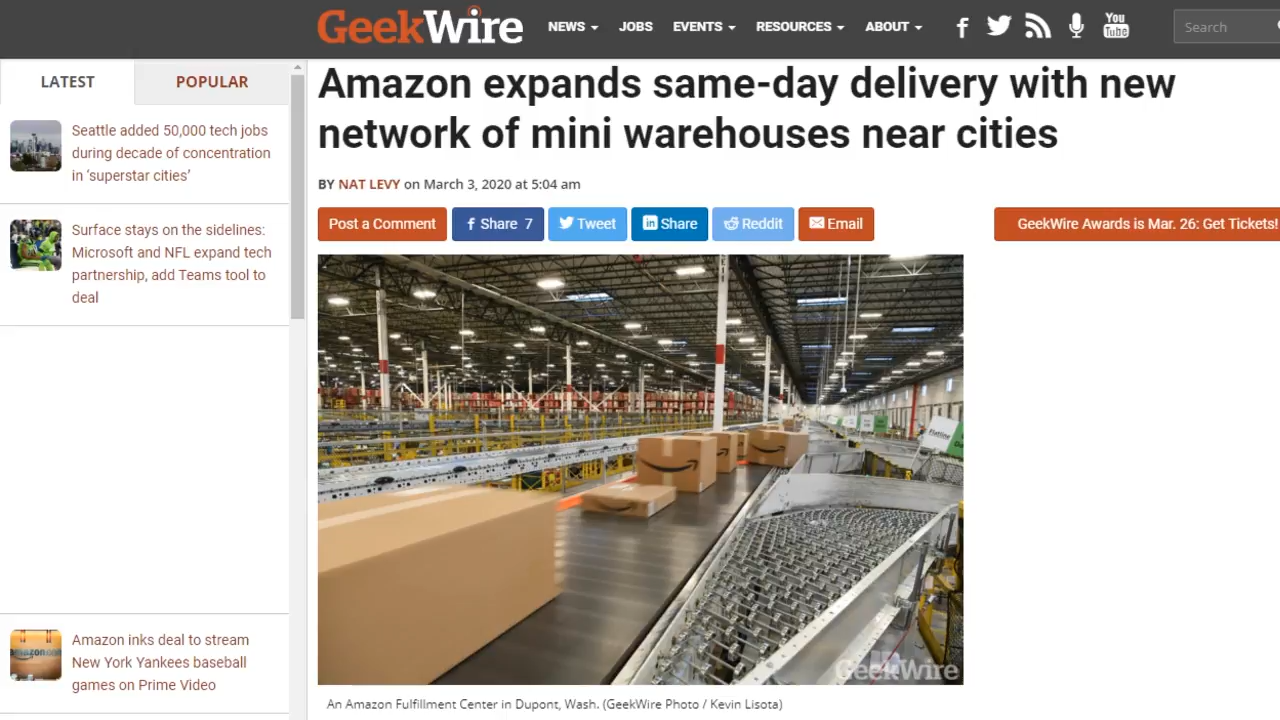 GeekWire
NEWS
JOBS
EVENTS
RESOURCES
ABOUT
You
Tube
Search
LATEST
POPULAR
Seattle added 50,000 tech jobs
during decade of concentration
in ‘superstar cities’
Surface stays on the sidelines:
Microsoft and NFL expand tech
partnership, add Teams tool to
deal
Amazon inks deal to stream
New York Yankees baseball
games on Prime Video
Amazon expands same-day delivery with new
network of mini warehouses near cities
BY NAT LEVY on March 3, 2020 at 5:04 am
Post a Comment
Share 7
Tweet
Share
Reddit
Email
GeekWire Awards is Mar. 26: Get Tickets!
Flatline
GeekWire
An Amazon Fulfillment Center in Dupont, Wash. (GeekWire Photo / Kevin Lisota)